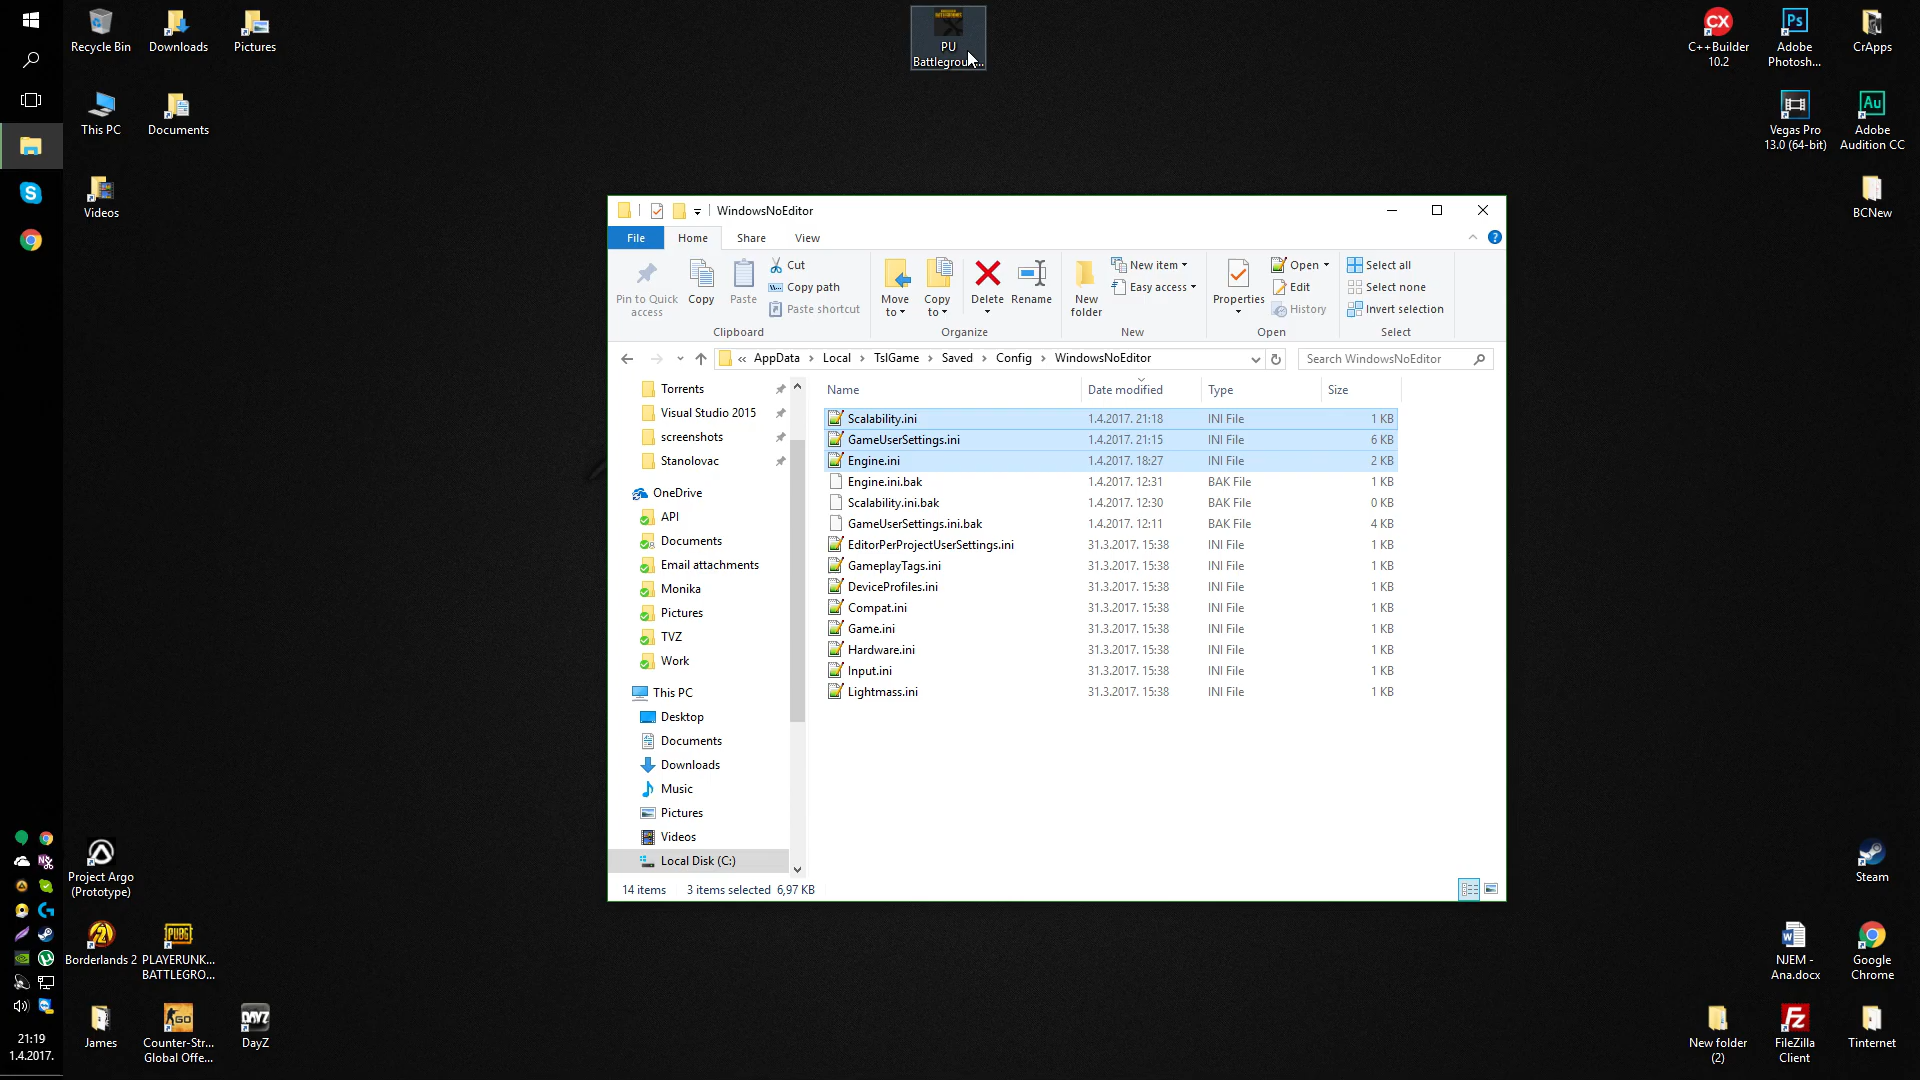 Recycle Bin
Downloads
Pictures
This PC
Documents
Videos
PU
Battlegroun...
C++Builder
10.2
Adobe
Photosh...
CrApps
Vegas Pro
13.0 (64-bit)
Adobe
Audition CC
BCNew
WindowsNoEditor
File
Home
Share
View
Pin to Quick
access
Copy
Paste
Cut
Copy path
Paste shortcut
Clipboard
Move
to
Copy
to
Delete
Rename
Organize
New
folder
New item
Easy access
New
Properties
Open
Edit
History
Open
Select all
Select none
Invert selection
Select
« AppData › Local › TslGame › Saved › Config › WindowsNoEditor
Search WindowsNoEditor
Torrents
Visual Studio 2015
screenshots
Stanolovac
OneDrive
API
Documents
Email attachments
Monika
Pictures
TVZ
Work
This PC
Desktop
Documents
Downloads
Music
Pictures
Videos
Local Disk (C:)
Name Date modified Type Size
Scalability.ini 1.4.2017. 21:18 INI File 1 KB
GameUserSettings.ini 1.4.2017. 21:15 INI File 6 KB
Engine.ini 1.4.2017. 18:27 INI File 2 KB
Engine.ini.bak 1.4.2017. 12:31 BAK File 1 KB
Scalability.ini.bak 1.4.2017. 12:30 BAK File 0 KB
GameUserSettings.ini.bak 1.4.2017. 12:11 BAK File 4 KB
EditorPerProjectUserSettings.ini 31.3.2017. 15:38 INI File 1 KB
GameplayTags.ini 31.3.2017. 15:38 INI File 1 KB
DeviceProfiles.ini 31.3.2017. 15:38 INI File 1 KB
Compat.ini 31.3.2017. 15:38 INI File 1 KB
Game.ini 31.3.2017. 15:38 INI File 1 KB
Hardware.ini 31.3.2017. 15:38 INI File 1 KB
Input.ini 31.3.2017. 15:38 INI File 1 KB
Lightmass.ini 31.3.2017. 15:38 INI File 1 KB
14 items 3 items selected 6,97 KB
Project Argo
(Prototype)
Borderlands 2
PUBG
PLAYERUNK...
BATTLEGRO...
James
GO
Counter-Str...
Global Offe...
DAYZ
DayZ
21:19
1.4.2017.
Steam
NJEM -
Ana.docx
Google
Chrome
New folder
(2)
FileZilla
Client
Tinternet